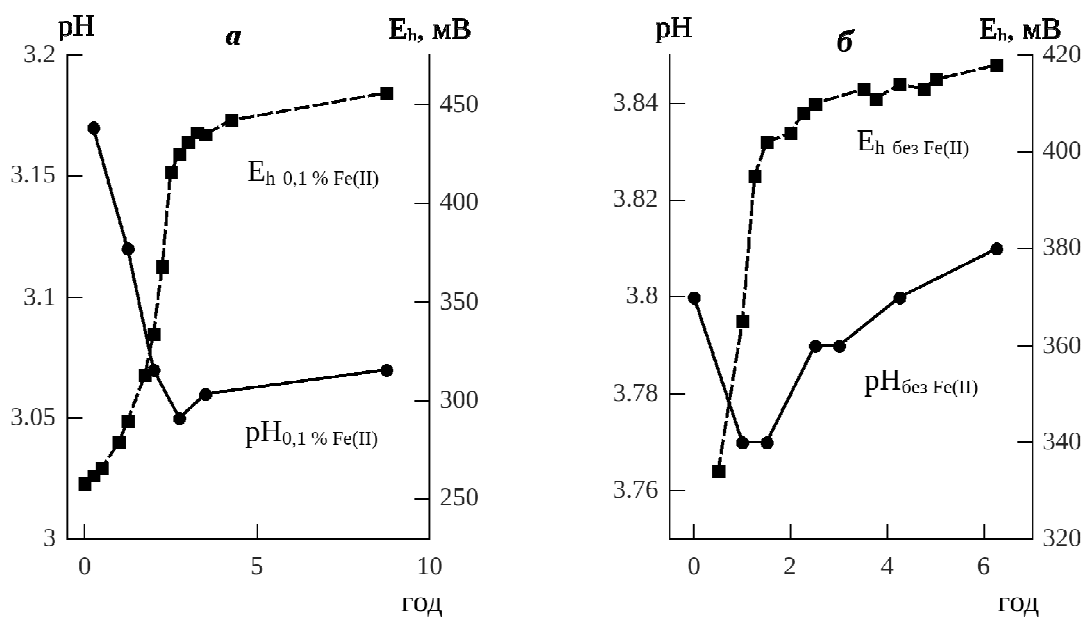 pH
а
Eh, мВ
3.2
3.15
3.1
3.05
3
450
400
350
300
250
Eh 0,1 % Fe(II)
pH0,1 % Fe(II)
0 5 10
год
pH
б
Eh, мВ
3.84
3.82
3.8
3.78
3.76
420
400
380
360
340
320
Eh без Fe(II)
pHбез Fe(II)
0 2 4 6
год